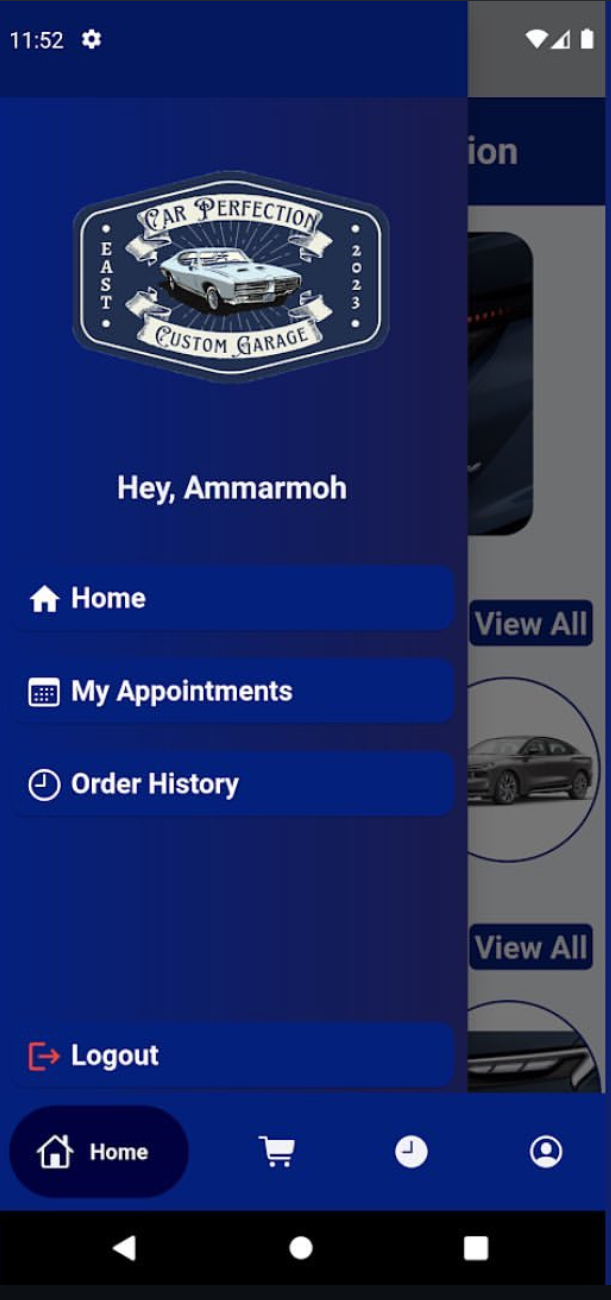 11:52
ion
CAR PERFECTION
EAST
2023
CUSTOM GARAGE
Hey, Ammarmoh
Home
View All
My Appointments
Order History
View All
Logout
Home